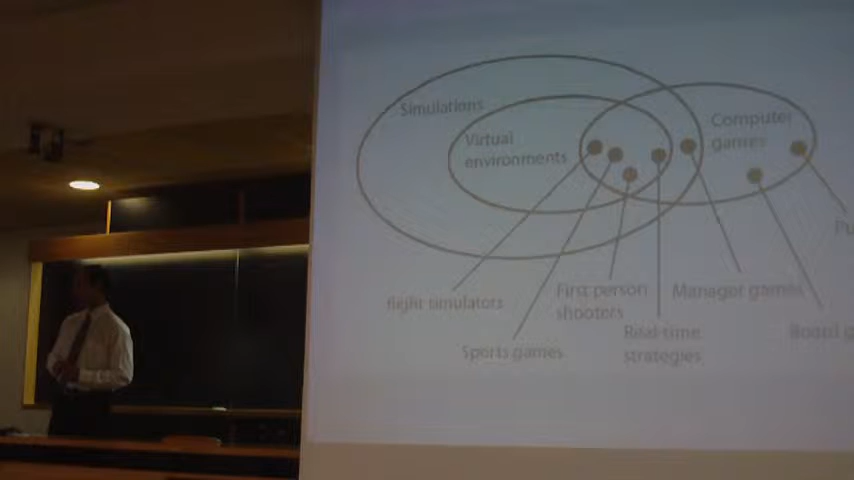 Simulations
Virtual
environments
Computer
games
flight simulators
First person
shooters
Manager games
Sports games
Real-time
strategies